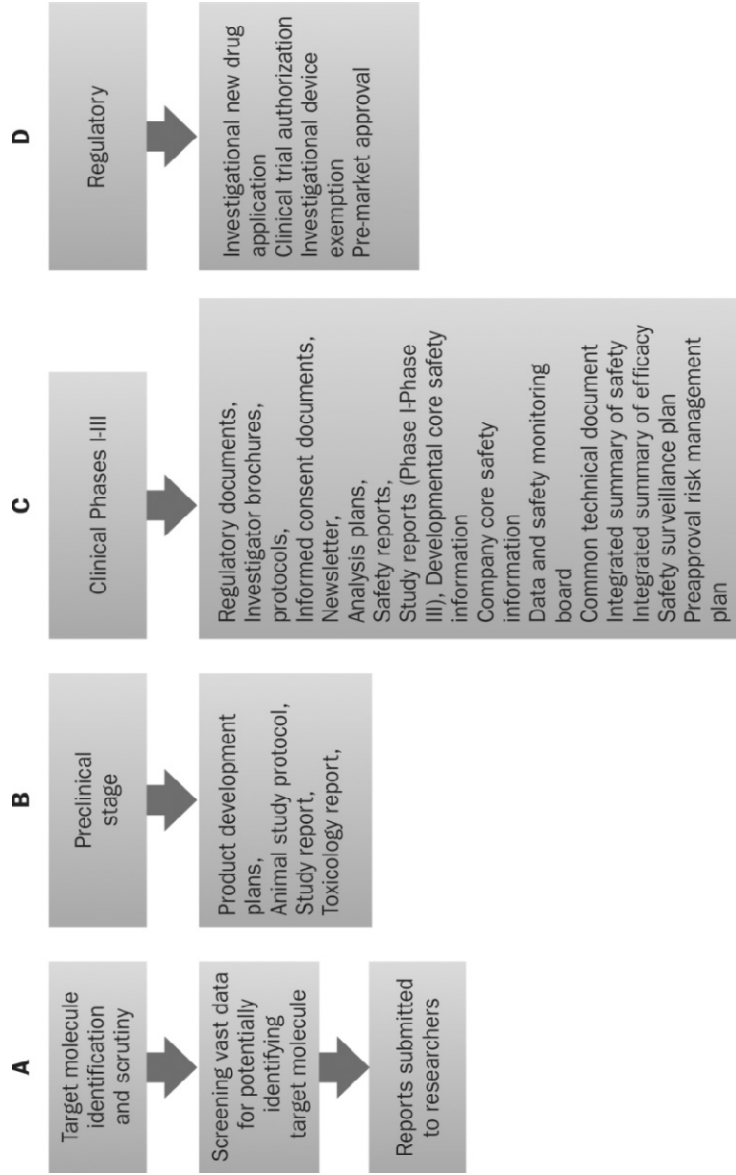 A
Target molecule
identification
and scrutiny
Screening vast data
for potentially
identifying
target molecule
Reports submitted
to researchers
B
Preclinical
stage
Product development
plans,
Animal study protocol,
Study report,
Toxicology report,
C
Clinical Phases I-III
Regulatory documents,
Investigator brochures,
protocols,
Informed consent documents,
Newsletter,
Analysis plans,
Safety reports,
Study reports (Phase I-Phase
III), Developmental core safety
information
Company core safety
information
Data and safety monitoring
board
Common technical document
Integrated summary of safety
Integrated summary of efficacy
Safety surveillance plan
Preapproval risk management
plan
D
Regulatory
Investigational new drug
application
Clinical trial authorization
Investigational device
exemption
Pre-market approval